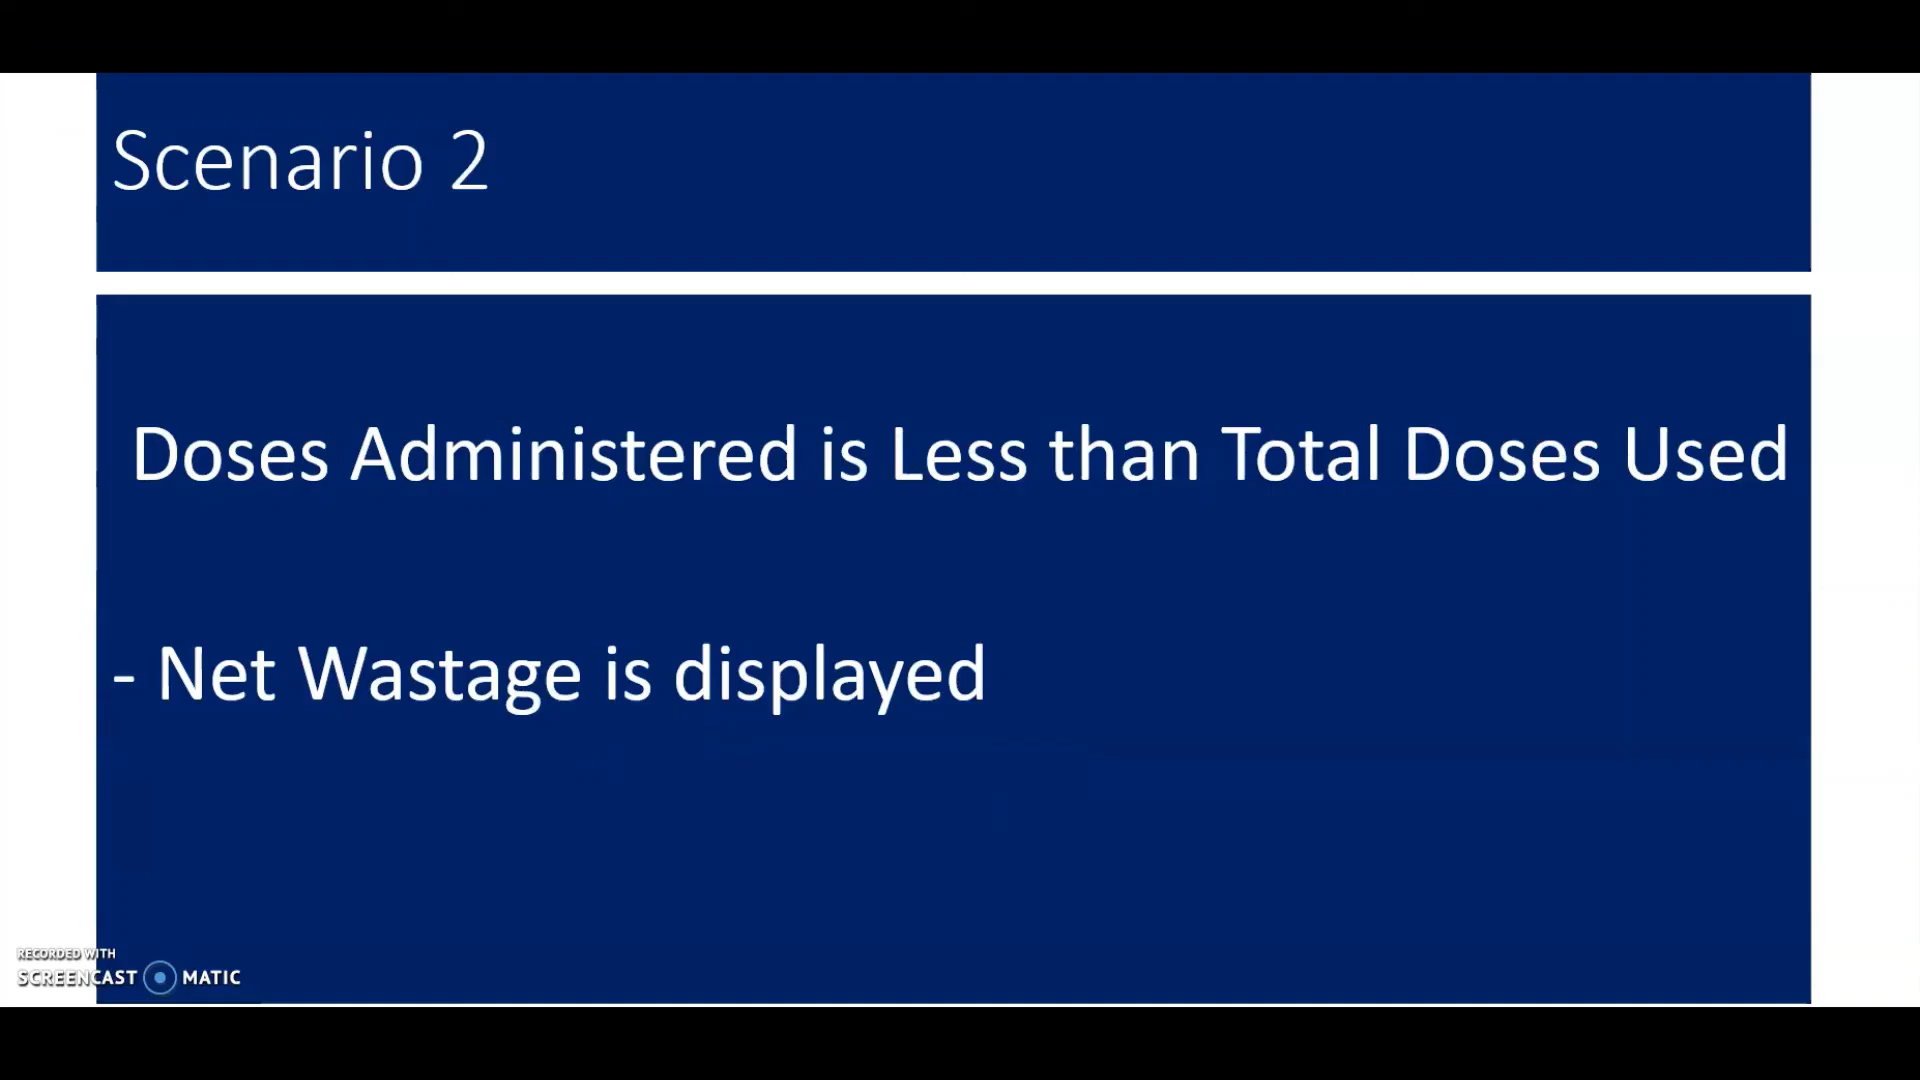 Scenario 2
Doses Administered is Less than Total Doses Used
- Net Wastage is displayed
RECORDED WITH
SCREENCAST MATIC